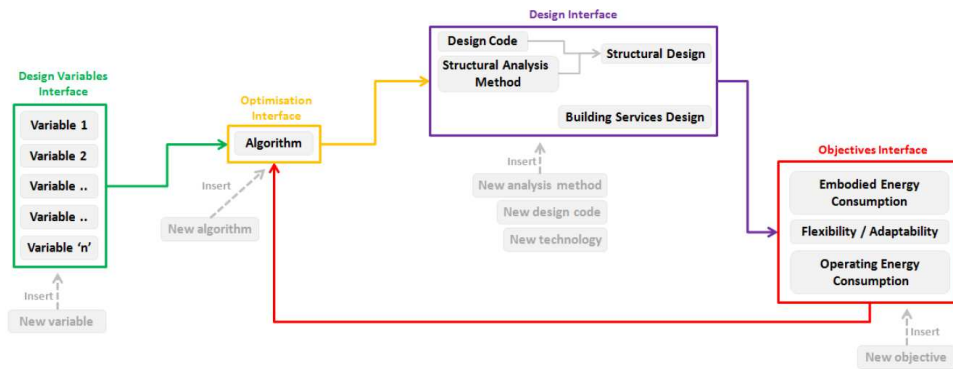 Design Variables
Interface
Variable 1
Variable 2
Variable ..
Variable ..
Variable ‘n’
Insert
New variable
Optimisation
Interface
Algorithm
Insert
New algorithm
Design Interface
Design Code
Structural Analysis
Method
Structural Design
Building Services Design
Insert
New analysis method
New design code
New technology
Objectives Interface
Embodied Energy
Consumption
Flexibility / Adaptability
Operating Energy
Consumption
Insert
New objective